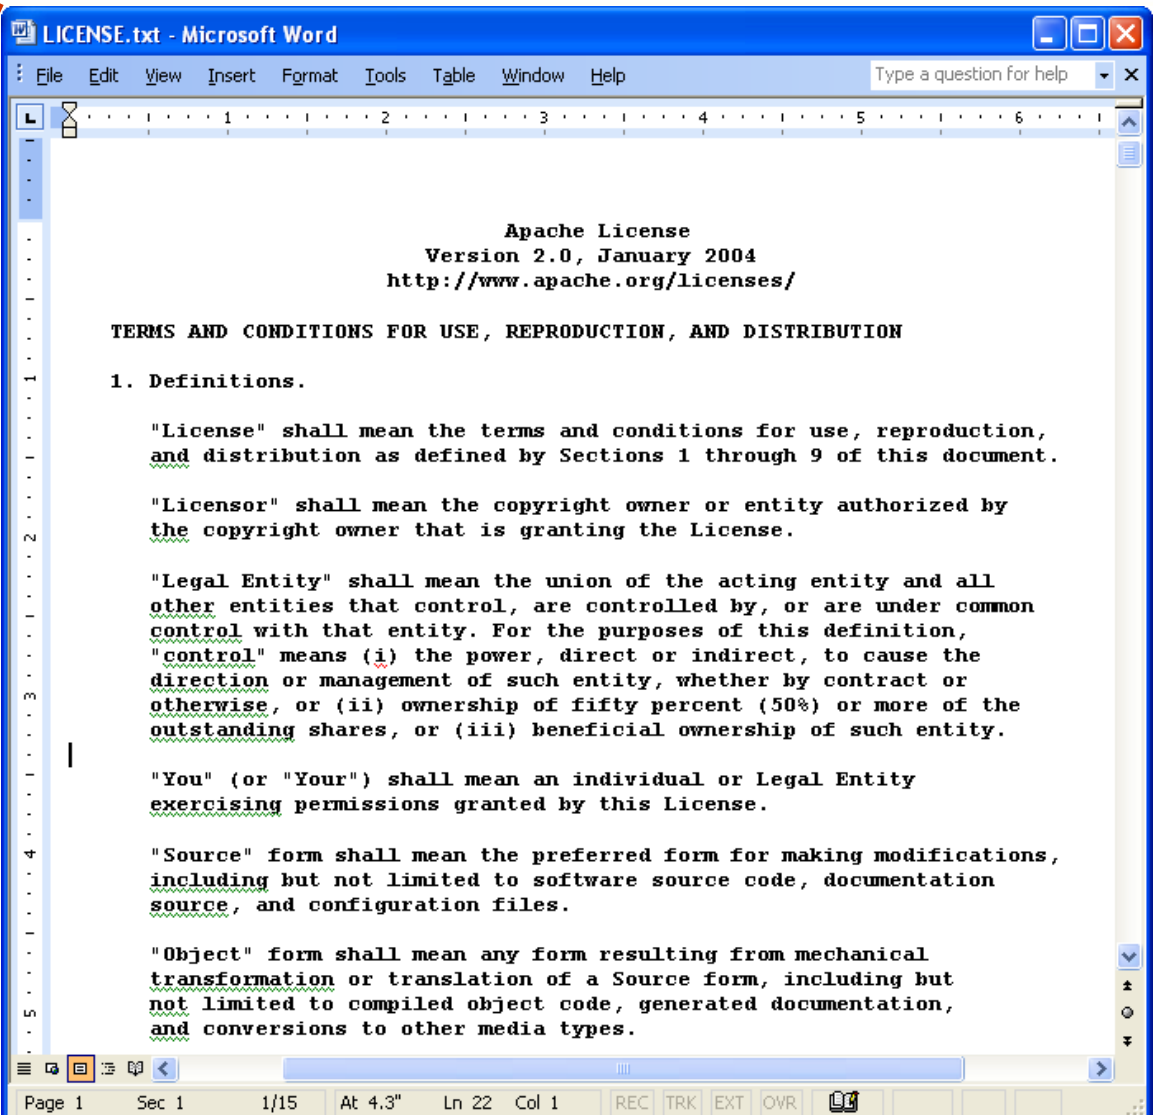 LICENSE.txt - Microsoft Word
File Edit View Insert Format Tools Table Window Help Type a question for help
1 2 3 4 5 6
Apache License
Version 2.0, January 2004
http://www.apache.org/licenses/
TERMS AND CONDITIONS FOR USE, REPRODUCTION, AND DISTRIBUTION
1. Definitions.
"License" shall mean the terms and conditions for use, reproduction,
and distribution as defined by Sections 1 through 9 of this document.
"Licensor" shall mean the copyright owner or entity authorized by
the copyright owner that is granting the License.
"Legal Entity" shall mean the union of the acting entity and all
other entities that control, are controlled by, or are under common
control with that entity. For the purposes of this definition,
"control" means (i) the power, direct or indirect, to cause the
direction or management of such entity, whether by contract or
otherwise, or (ii) ownership of fifty percent (50%) or more of the
outstanding shares, or (iii) beneficial ownership of such entity.
"You" (or "Your") shall mean an individual or Legal Entity
exercising permissions granted by this License.
"Source" form shall mean the preferred form for making modifications,
including but not limited to software source code, documentation
source, and configuration files.
"Object" form shall mean any form resulting from mechanical
transformation or translation of a Source form, including but
not limited to compiled object code, generated documentation,
and conversions to other media types.
1
2
3
4
5
Page 1 Sec 1 1/15 At 4.3" Ln 22 Col 1 REC TRK EXT OVR